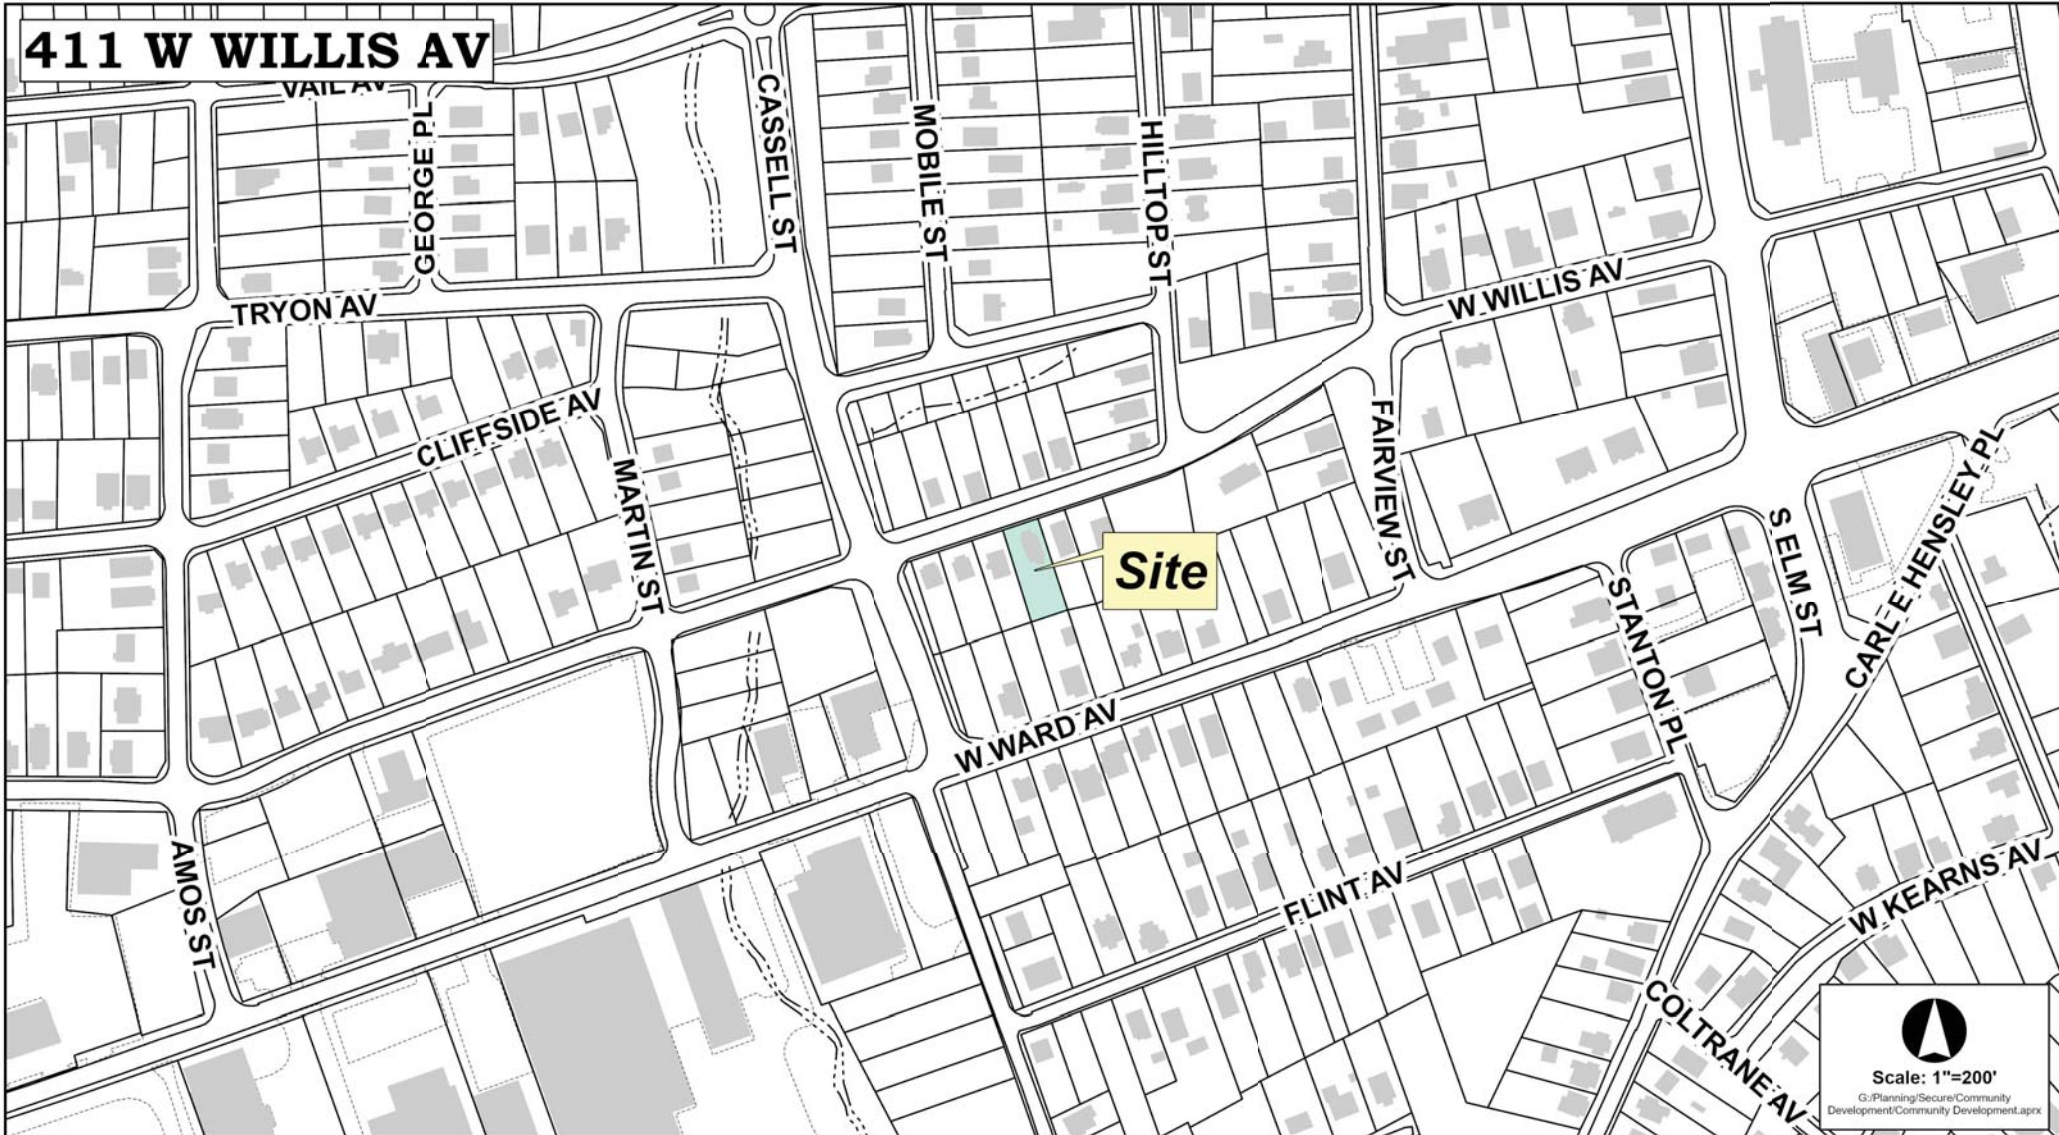 411 W WILLIS AV
VAIL AV
GEORGE PL
CASSELL ST
MOBILE ST
HILLTOP ST
TRYON AV
W WILLIS AV
CLIFFSIDE AV
MARTIN ST
FAIRVIEW ST
CARL E HENSLEY PL
S ELM ST
Site
STANTON PL
W WARD AV
AMOS ST
FLINT AV
W KEARNS AV
COLTRANE AV
Scale: 1"=200'
G:/Planning/Secure/Community
Development/Community Development.aprx